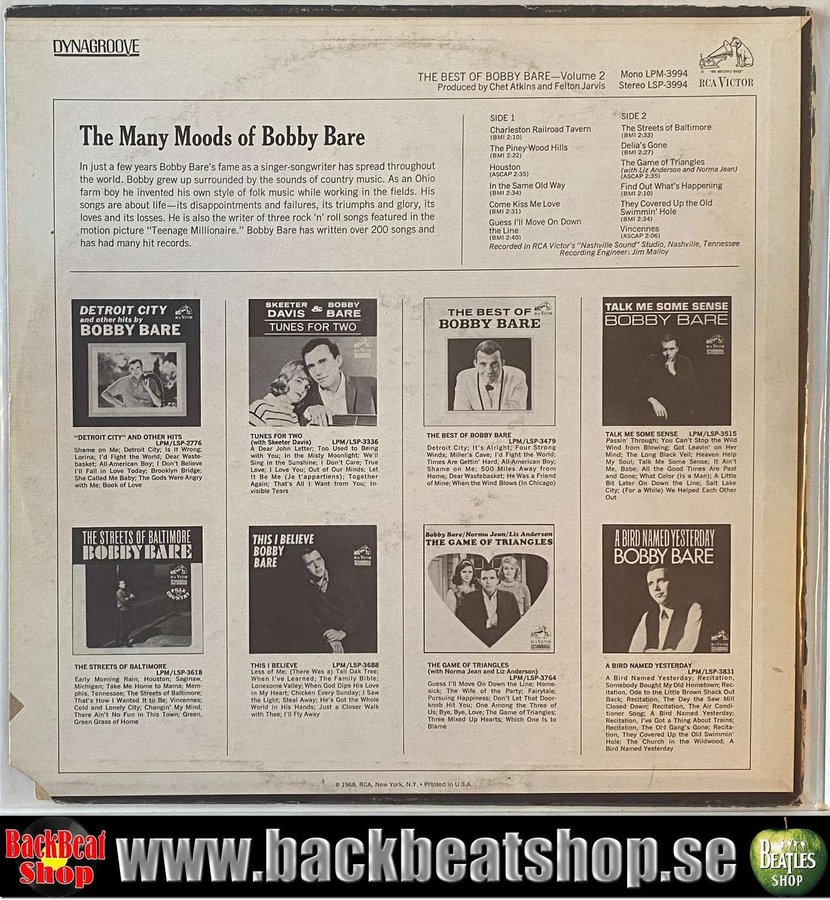 DYNAGROOVE
THE BEST OF BOBBY BARE—Volume 2
Produced by Chet Atkins and Felton Jarvis
Mono LPM-3994
Stereo LSP-3994
"HIS MASTER'S VOICE"
RCA VICTOR
The Many Moods of Bobby Bare
In just a few years Bobby Bare's fame as a singer-songwriter has spread throughout
the world. Bobby grew up surrounded by the sounds of country music. As an Ohio
farm boy he invented his own style of folk music while working in the fields. His
songs are about life—its disappointments and failures, its triumphs and glory, its
loves and its losses. He is also the writer of three rock 'n' roll songs featured in the
motion picture "Teenage Millionaire." Bobby Bare has written over 200 songs and
has had many hit records.
SIDE 1
Charleston Railroad Tavern
(BMI 2:10)
The Piney Wood Hills
(BMI 2:22)
Houston
(ASCAP 2:35)
In the Same Old Way
(BMI 2:34)
Come Kiss Me Love
(BMI 2:31)
Guess I'll Move On Down
the Line
(BMI 2:40)
SIDE 2
The Streets of Baltimore
(BMI 2:33)
Delia's Gone
(BMI 2:27)
The Game of Triangles
(with Liz Anderson and Norma Jean)
(ASCAP 2:35)
Find Out What's Happening
(BMI 2:10)
They Covered Up the Old
Swimmin' Hole
(BMI 2:34)
Vincennes
(ASCAP 2:06)
Recorded in RCA Victor's "Nashville Sound" Studio, Nashville, Tennessee
Recording Engineer: Jim Malloy
DETROIT CITY
and other hits by
BOBBY BARE
"DETROIT CITY" AND OTHER HITS
LPM/LSP-2776
Shame on Me; Detroit City; Is It Wrong;
Lorina; I'd Fight the World; Dear Waste-
basket; All-American Boy; I Don't Believe
I'll Fall in Love Today; Brooklyn Bridge;
She Called Me Baby; The Gods Were Angry
with Me; Book of Love
SKEETER DAVIS & BOBBY BARE
TUNES FOR TWO
TUNES FOR TWO
(with Skeeter Davis) LPM/LSP-3336
A Dear John Letter; Too Used to Being
with You; In the Misty Moonlight; We'll
Sing in the Sunshine; I Don't Care; True
Love; I Love You; Out of Our Minds; Let
It Be Me (Je t'appartiens); Together
Again; That's All I Want from You; In-
visible Tears
THE BEST OF
BOBBY BARE
THE BEST OF BOBBY BARE
LPM/LSP-3479
Detroit City; It's Alright; Four Strong
Winds; Miller's Cave; I'd Fight the World;
Times Are Gettin' Hard; All-American Boy;
Shame on Me; 500 Miles Away from
Home; Dear Wastebasket; He Was a Friend
of Mine; When the Wind Blows (In Chicago)
TALK ME SOME SENSE
BOBBY BARE
TALK ME SOME SENSE LPM/LSP-3515
Passin' Through; You Can't Stop the Wild
Wind from Blowing; Got Leavin' on Her
Mind; The Long Black Veil; Heaven Help
My Soul; Talk Me Some Sense; It Ain't
Me, Babe; All the Good Times Are Past
and Gone; What Color (Is a Man); A Little
Bit Later On Down the Line; Salt Lake
City; (For a While) We Helped Each Other
Out
THE STREETS OF BALTIMORE
BOBBY BARE
THE STREETS OF BALTIMORE
LPM/LSP-3618
Early Morning Rain; Houston; Saginaw,
Michigan; Take Me Home to Mama; Mem-
phis, Tennessee; The Streets of Baltimore;
That's How I Wanted It to Be; Vincennes;
Cold and Lonely City; Changin' My Mind;
There Ain't No Fun in This Town; Green,
Green Grass of Home
THIS I BELIEVE
BOBBY
BARE
THIS I BELIEVE LPM/LSP-3688
Less of Me; (There Was a) Tall Oak Tree;
When I've Learned; The Family Bible;
Lonesome Valley; When God Dips His Love
in My Heart; Chicken Every Sunday; I Saw
the Light; Steal Away; He's Got the Whole
World in His Hands; Just a Closer Walk
with Thee; I'll Fly Away
Bobby Bare/Norma Jean/Liz Anderson
THE GAME OF TRIANGLES
THE GAME OF TRIANGLES
(with Norma Jean and Liz Anderson)
LPM/LSP-3764
Guess I'll Move On Down the Line; Home-
sick; The Wife of the Party; Fairytale;
Pursuing Happiness; Don't Let That Door-
knob Hit You; One Among the Three of
Us; Bye, Bye, Love; The Game of Triangles;
Three Mixed Up Hearts; Which One Is to
Blame
A BIRD NAMED YESTERDAY
BOBBY BARE
A BIRD NAMED YESTERDAY
LPM/LSP-3831
A Bird Named Yesterday; Recitation,
Somebody Bought My Old Hometown; Rec-
itation, Ode to the Little Brown Shack Out
Back; Recitation, The Day the Saw Mill
Closed Down; Recitation, The Air Condi-
tioner Song; A Bird Named Yesterday;
Recitation, I've Got a Thing About Trains;
Recitation, The Old Gang's Gone; Recita-
tion, They Covered Up the Old Swimmin'
Hole; The Church in the Wildwood; A
Bird Named Yesterday
2
© 1968, RCA, New York, N.Y. • Printed in U.S.A.
BackBeat
Shop
www.backbeatshop.se
BEATLES
SHOP